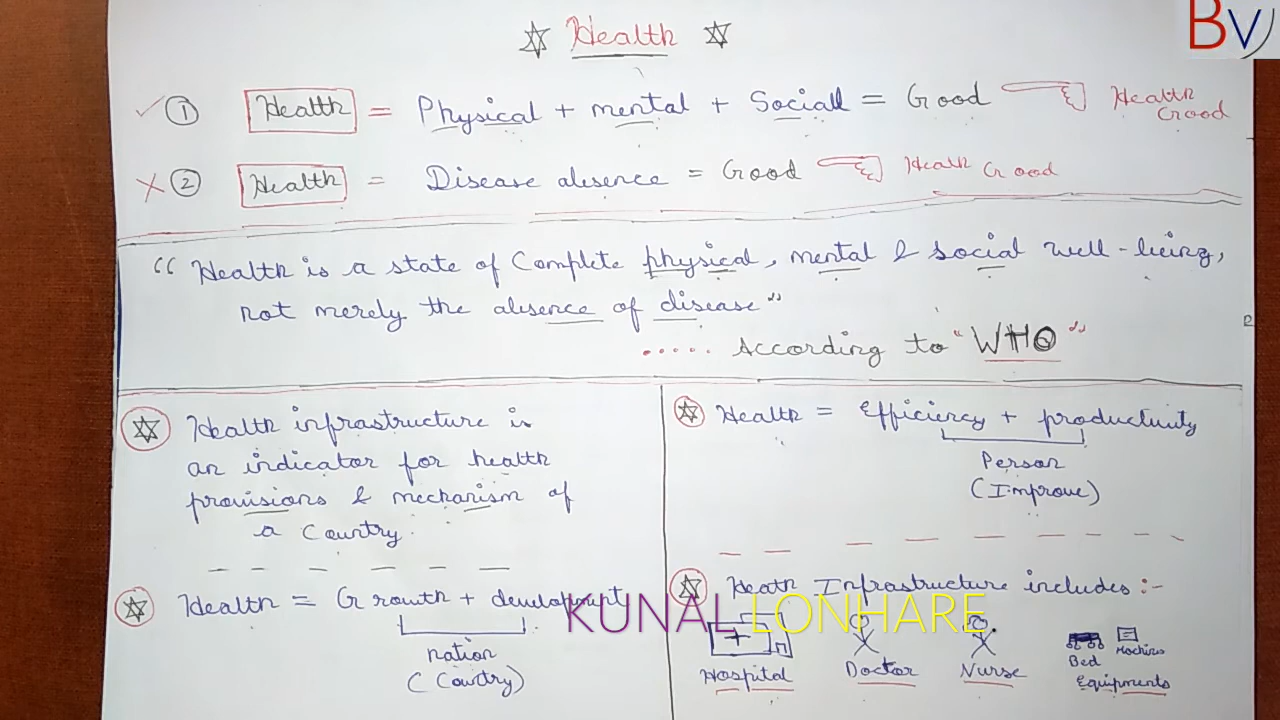 Health
BV
① Health = Physical + mental + Social = Good Health Good
② Health = Disease absence = Good Heath Good
“ Health is a state of Complete physical, mental & social well-being,
not merely the absence of disease”
..... According to “WHO”
Health infrastructure is
an indicator for health
provisions & mechanism of
a Country.
Health = Growth + development
nation
(Country)
Health = Efficiency + productivity
Person
(Improve)
Heath Infrastructure includes :-
KUNAL LONHARE
Hospital Doctor Nurse Bed Machine
Equipments